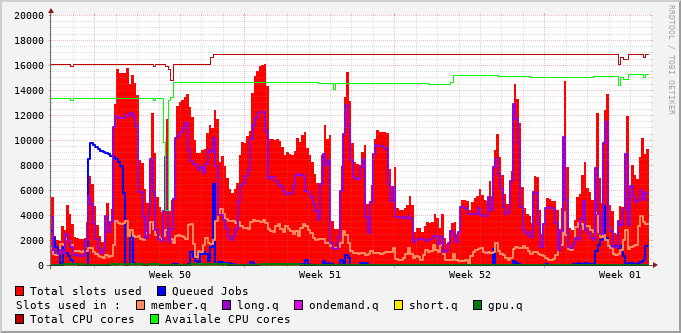 20000
18000
16000
14000
12000
10000
8000
6000
4000
2000
0
Week 50 Week 51 Week 52 Week 01
RRDTOOL / TOBI OETIKER
Total slots used Queued Jobs
Slots used in : member.q long.q ondemand.q short.q gpu.q
Total CPU cores Availale CPU cores